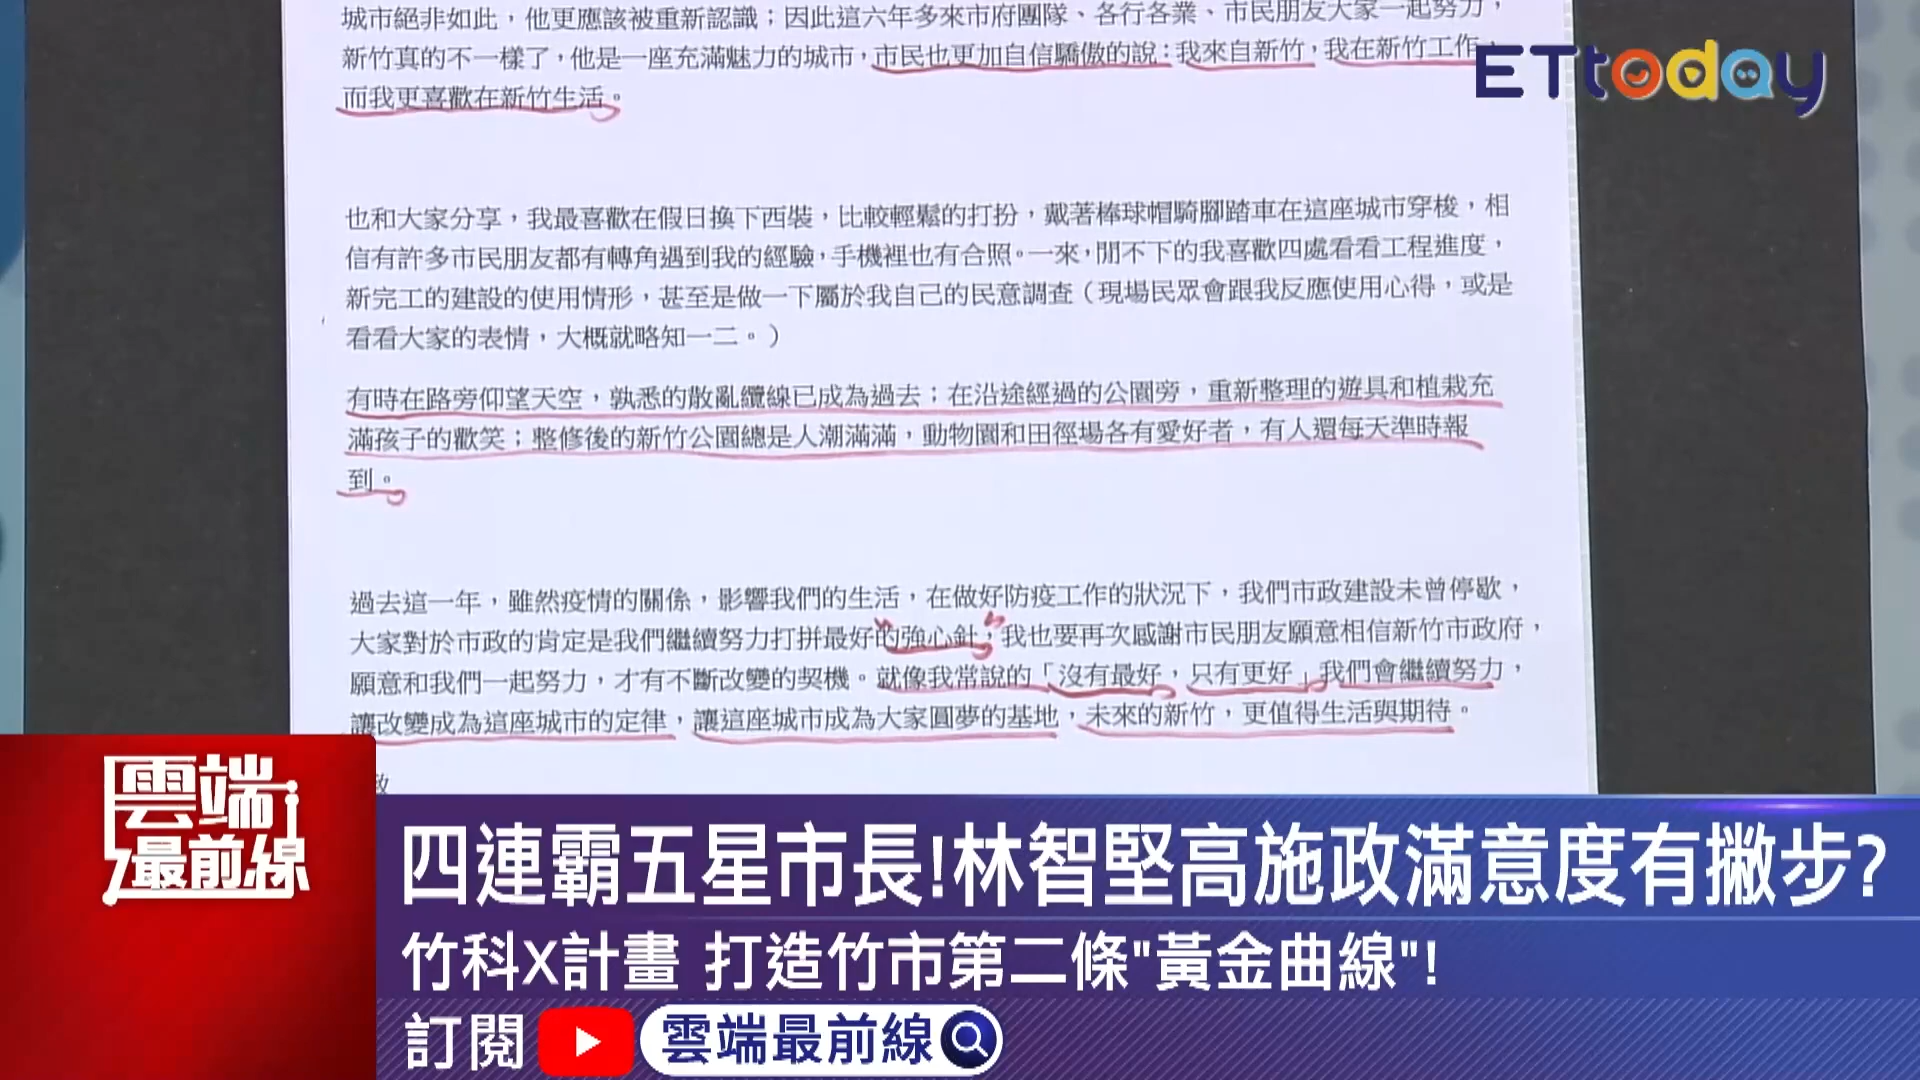 城市絕非如此，他更應該被重新認識；因此這六年多來市府團隊、各行各業、市民朋友大家一起努力，
新竹真的不一樣了，他是一座充滿魅力的城市，市民也更加自信驕傲的說：我來自新竹，我在新竹工作，
而我更喜歡在新竹生活。
ETtoday
也和大家分享，我最喜歡在假日換下西裝，比較輕鬆的打扮，戴著棒球帽騎腳踏車在這座城市穿梭，相
信有許多市民朋友都有轉角遇到我的經驗，手機裡也有合照。一來，閒不下的我喜歡四處看看工程進度，
新完工的建設的使用情形，甚至是做一下屬於我自己的民意調查（現場民眾會跟我反應使用心得，或是
看看大家的表情，大概就略知一二。）
有時在路旁仰望天空，孰悉的散亂纜線已成為過去；在沿途經過的公園旁，重新整理的遊具和植栽充
滿孩子的歡笑；整修後的新竹公園總是人潮滿滿，動物園和田徑場各有愛好者，有人還每天準時報
到。
過去這一年，雖然疫情的關係，影響我們的生活，在做好防疫工作的狀況下，我們市政建設未曾停歇，
大家對於市政的肯定是我們繼續努力打拼最好的強心針，我也要再次感謝市民朋友願意相信新竹市政府，
願意和我們一起努力，才有不斷改變的契機。就像我常說的「沒有最好，只有更好」我們會繼續努力，
讓改變成為這座城市的定律，讓這座城市成為大家圓夢的基地，未來的新竹，更值得生活與期待。
雲端
最前線
四連霸五星市長!林智堅高施政滿意度有撇步?
竹科X計畫 打造竹市第二條"黃金曲線"!
訂閱 雲端最前線